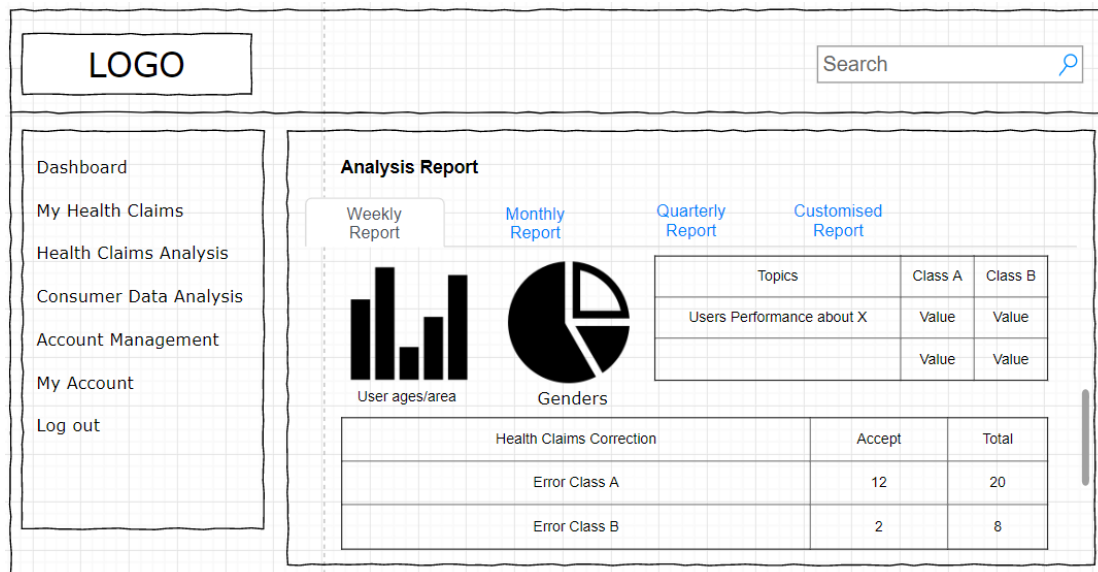 LOGO
Search
Dashboard
My Health Claims
Health Claims Analysis
Consumer Data Analysis
Account Management
My Account
Log out
Analysis Report
Weekly
Report
Monthly
Report
Quarterly
Report
Customised
Report
User ages/area
Genders
Topics Class A Class B
Users Performance about X Value Value
Value Value
Health Claims Correction Accept Total
Error Class A 12 20
Error Class B 2 8